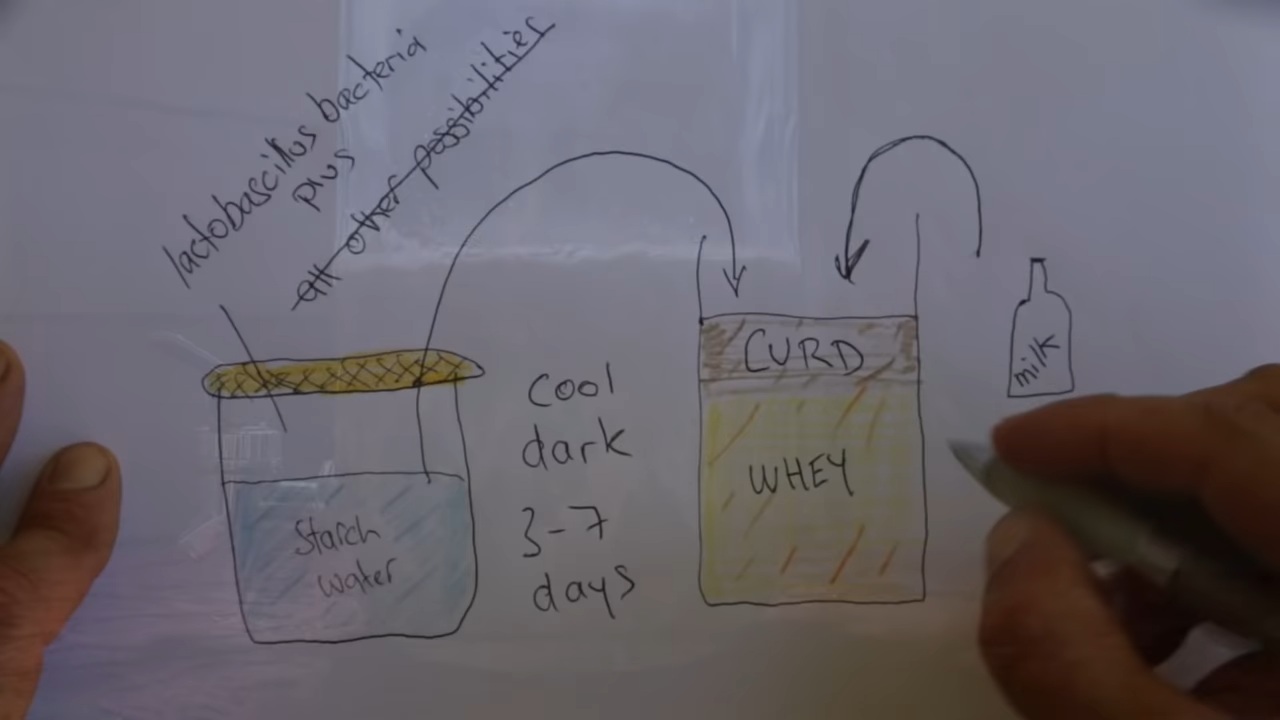 lactobascillus bacteria
plus
all other possibilities
Starch
water
cool
dark
3-7
days
CURD
WHEY
milk